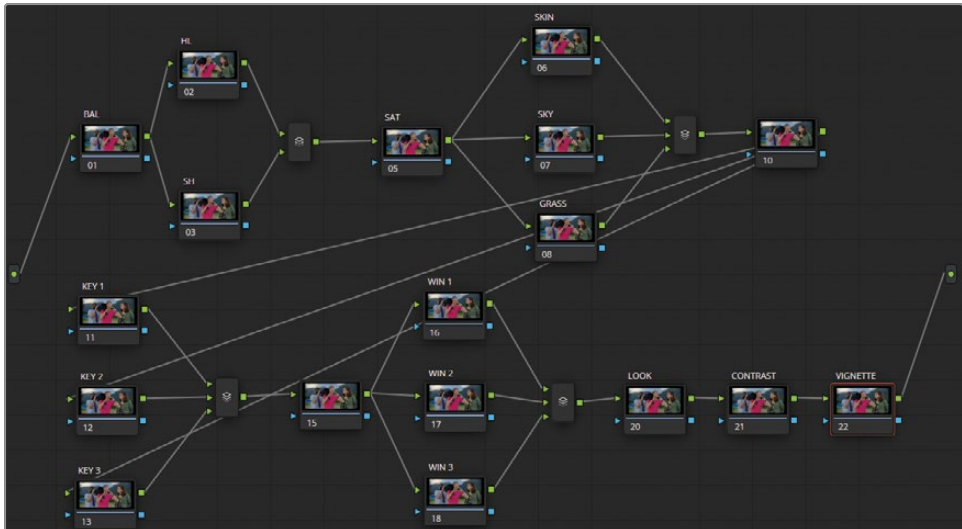 HL
02
BAL
01
SH
03
SAT
05
SKIN
06
SKY
07
GRASS
08
10
KEY 1
11
KEY 2
12
KEY 3
13
15
WIN 1
16
WIN 2
17
WIN 3
18
LOOK
20
CONTRAST
21
VIGNETTE
22